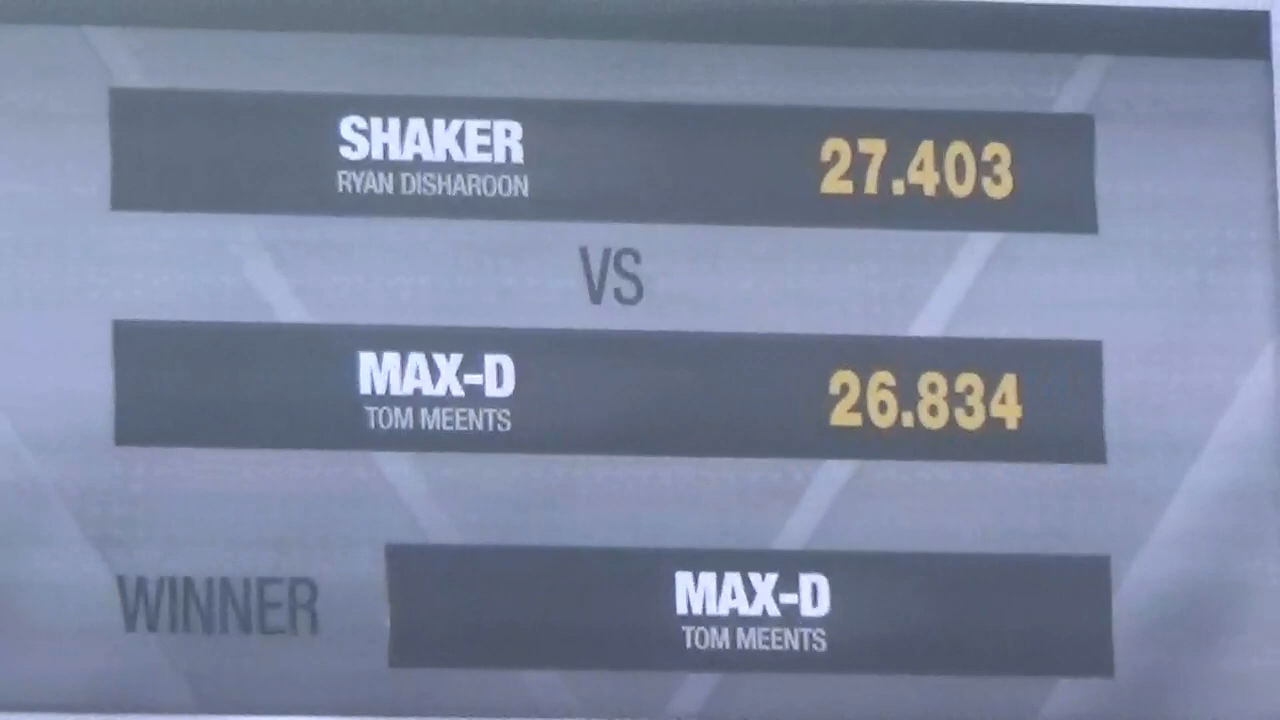 SHAKER
RYAN DISHAROON
27.403
VS
MAX-D
TOM MEENTS
26.834
WINNER
MAX-D
TOM MEENTS